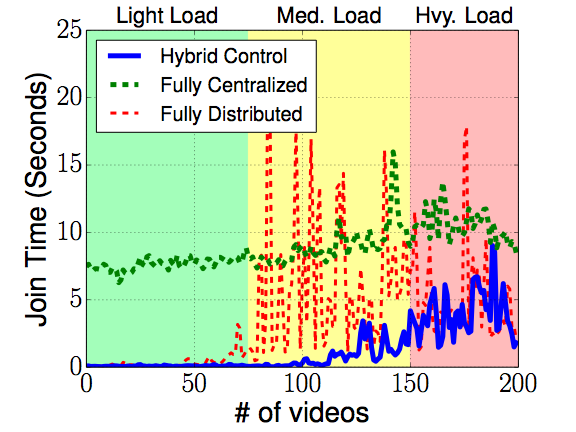 Light Load Med. Load Hvy. Load
25
20
15
10
5
0
Join Time (Seconds)
Hybrid Control
Fully Centralized
Fully Distributed
0 50 100 150 200
# of videos